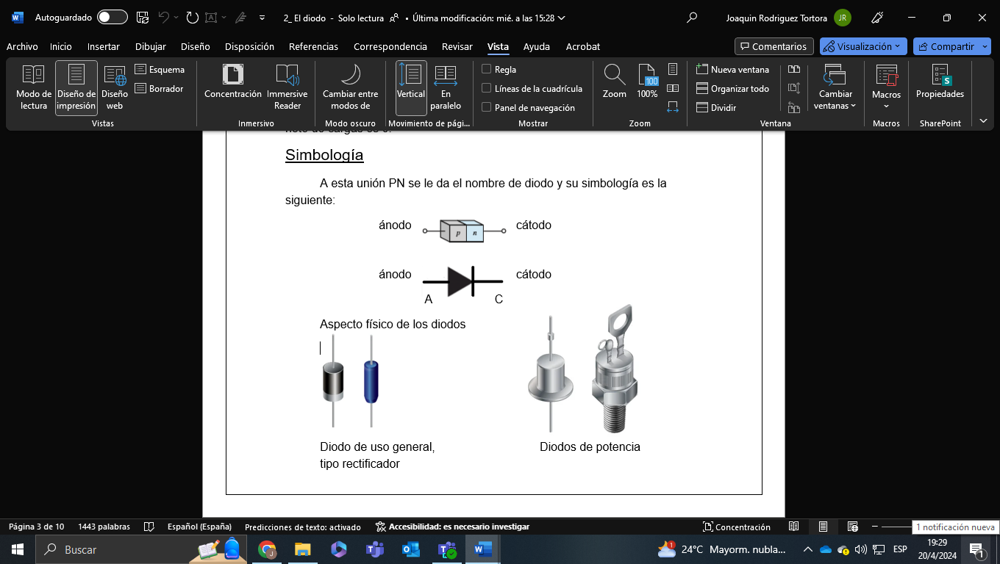 Autoguardado
2_ El diodo - Solo lectura • Última modificación: mié. a las 15:28
Joaquin Rodriguez Tortora JR
Archivo Inicio Insertar Dibujar Diseño Disposición Referencias Correspondencia Revisar Vista Ayuda Acrobat
Comentarios Visualización Compartir
Modo de lectura
Diseño de impresión
Diseño web
Esquema
Borrador
Vistas
Concentración
Immersive Reader
Inmersivo
Cambiar entre modos de
Modo oscuro
Vertical
En paralelo
Movimiento de pági...
Regla
Líneas de la cuadrícula
Panel de navegación
Mostrar
Zoom
100
100%
Zoom
Nueva ventana
Organizar todo
Dividir
Cambiar ventanas
Ventana
Macros
Macros
S
Propiedades
SharePoint
Simbología
A esta unión PN se le da el nombre de diodo y su simbología es la
siguiente:
ánodo p n cátodo
ánodo cátodo
A C
Aspecto físico de los diodos
Diodo de uso general,
tipo rectificador
Diodos de potencia
Página 3 de 10 1443 palabras Español (España) Predicciones de texto: activado Accesibilidad: es necesario investigar Concentración
1 notificación nueva
Buscar
24°C Mayorm. nubla...
ESP
19:29
20/4/2024
1